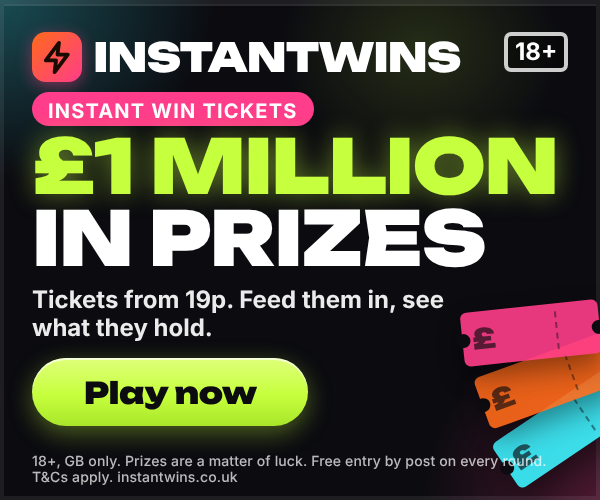 INSTANTWINS
18+
INSTANT WIN TICKETS
£1 MILLION
IN PRIZES
Tickets from 19p. Feed them in, see
what they hold.
Play now
£
£
£
18+, GB only. Prizes are a matter of luck. Free entry by post on every round.
T&Cs apply. instantwins.co.uk